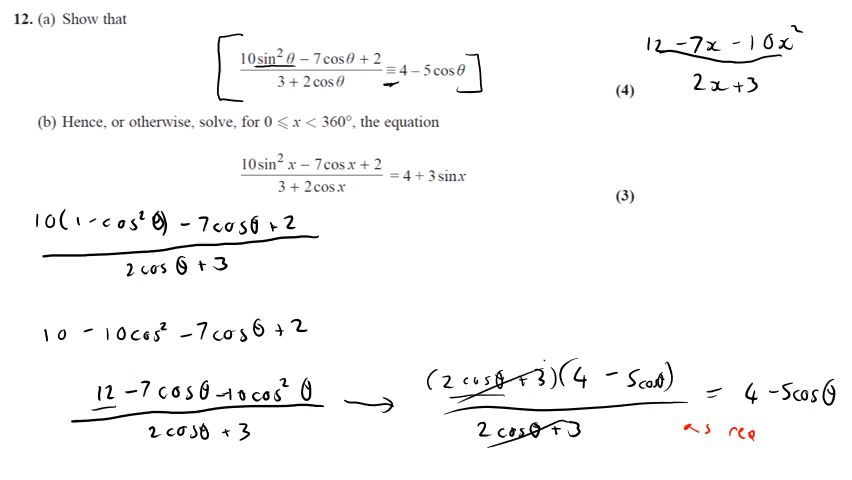 12. (a) Show that
10sin²θ − 7cosθ + 2 / 3 + 2cosθ ≡ 4 − 5cosθ
(4)
12 − 7x − 10x² / 2x + 3
(b) Hence, or otherwise, solve, for 0 ⩽ x < 360°, the equation
10sin²x − 7cosx + 2 / 3 + 2cosx = 4 + 3sinx
(3)
10(1 − cos²θ) − 7cosθ + 2 / 2cosθ + 3
10 − 10cos² − 7cosθ + 2
12 − 7cosθ − 10cos²θ / 2cosθ + 3 → (2cosθ + 3)(4 − 5cosθ) / 2cosθ + 3 = 4 − 5cosθ
as req